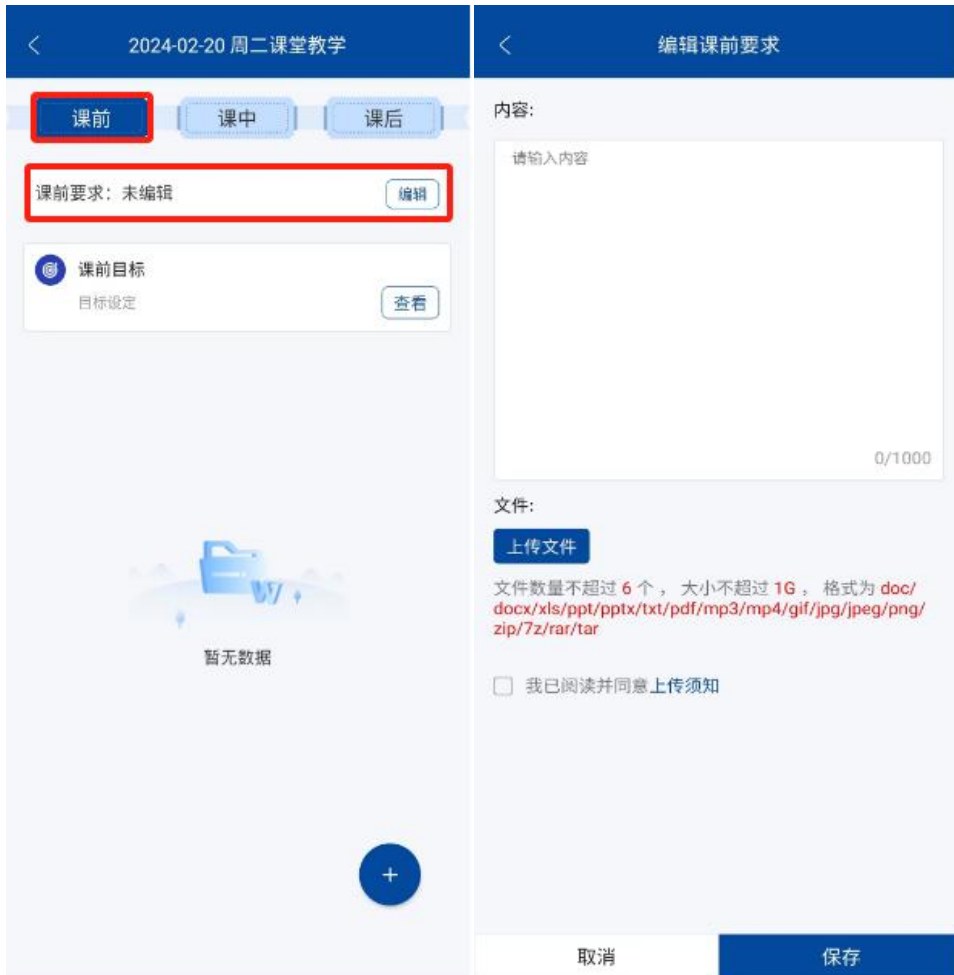 2024-02-20 周二课堂教学
课前
课中
课后
课前要求：未编辑
编辑
课前目标
目标设定
查看
W
暂无数据
+
编辑课前要求
内容:
请输入内容
0/1000
文件:
上传文件
文件数量不超过 6 个 ， 大小不超过 1G ， 格式为 doc/
docx/xls/ppt/pptx/txt/pdf/mp3/mp4/gif/jpg/jpeg/png/
zip/7z/rar/tar
我已阅读并同意上传须知
取消
保存